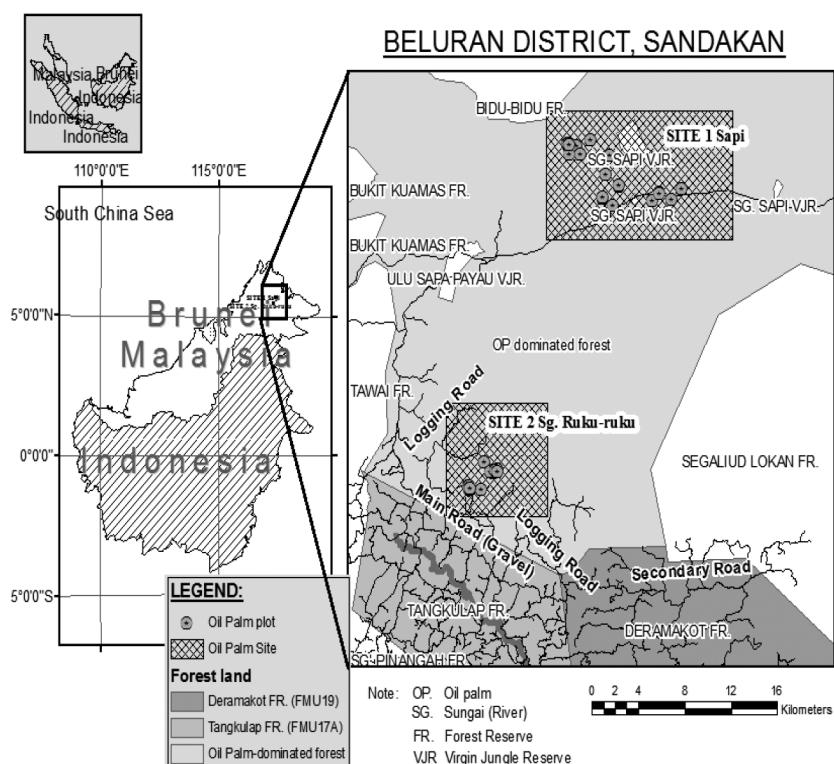 BELURAN DISTRICT, SANDAKAN
Malaysia
Brunei
Indonesia
Indonesia
Indonesia
110°0'0"E
115°0'0"E
South China Sea
5°0'0"N
0°0'0"
5°0'0"S
Brunei
Malaysia
Indonesia
BIDU-BIDU FR.
SITE 1 Sapi
SG. SAPI VJR.
BUKIT KUAMAS FR.
SG. SAPI VJR.
SG. SAPI-VJR.
BUKIT KUAMAS FR.
ULU SAPA PAYAU VJR.
OP dominated forest
TAWAI FR.
Logging Road
SITE 2 Sg. Ruku-ruku
SEGALIUD LOKAN FR.
Main Road (Gravel)
Logging Road
Secondary Road
TANGKULAP FR.
DERAMAKOT FR.
SG. PINANGAH FR.
LEGEND:
Oil Palm plot
Oil Palm Site
Forest land
Deramakot FR. (FMU19)
Tangkulap FR. (FMU17A)
Oil Palm-dominated forest
Note: OP. Oil palm
SG. Sungai (River)
FR. Forest Reserve
VJR Virgin Jungle Reserve
0 2 4 8 12 16
Kilometers